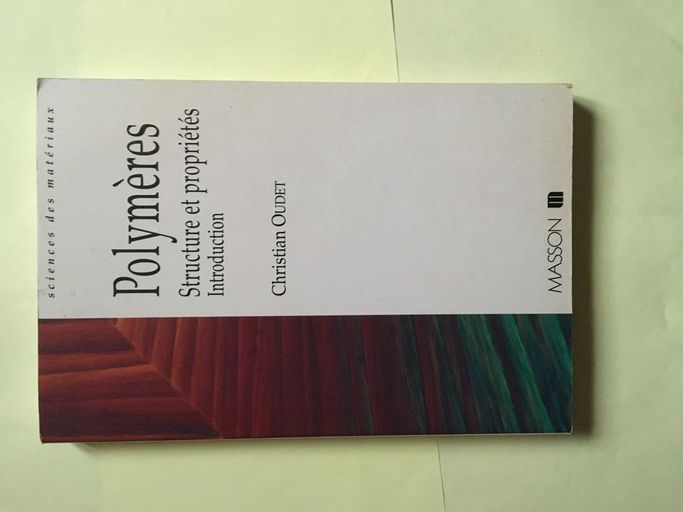 sciences des matériaux
Polymères
Structure et propriétés
Introduction
Christian OUDET
MASSON m